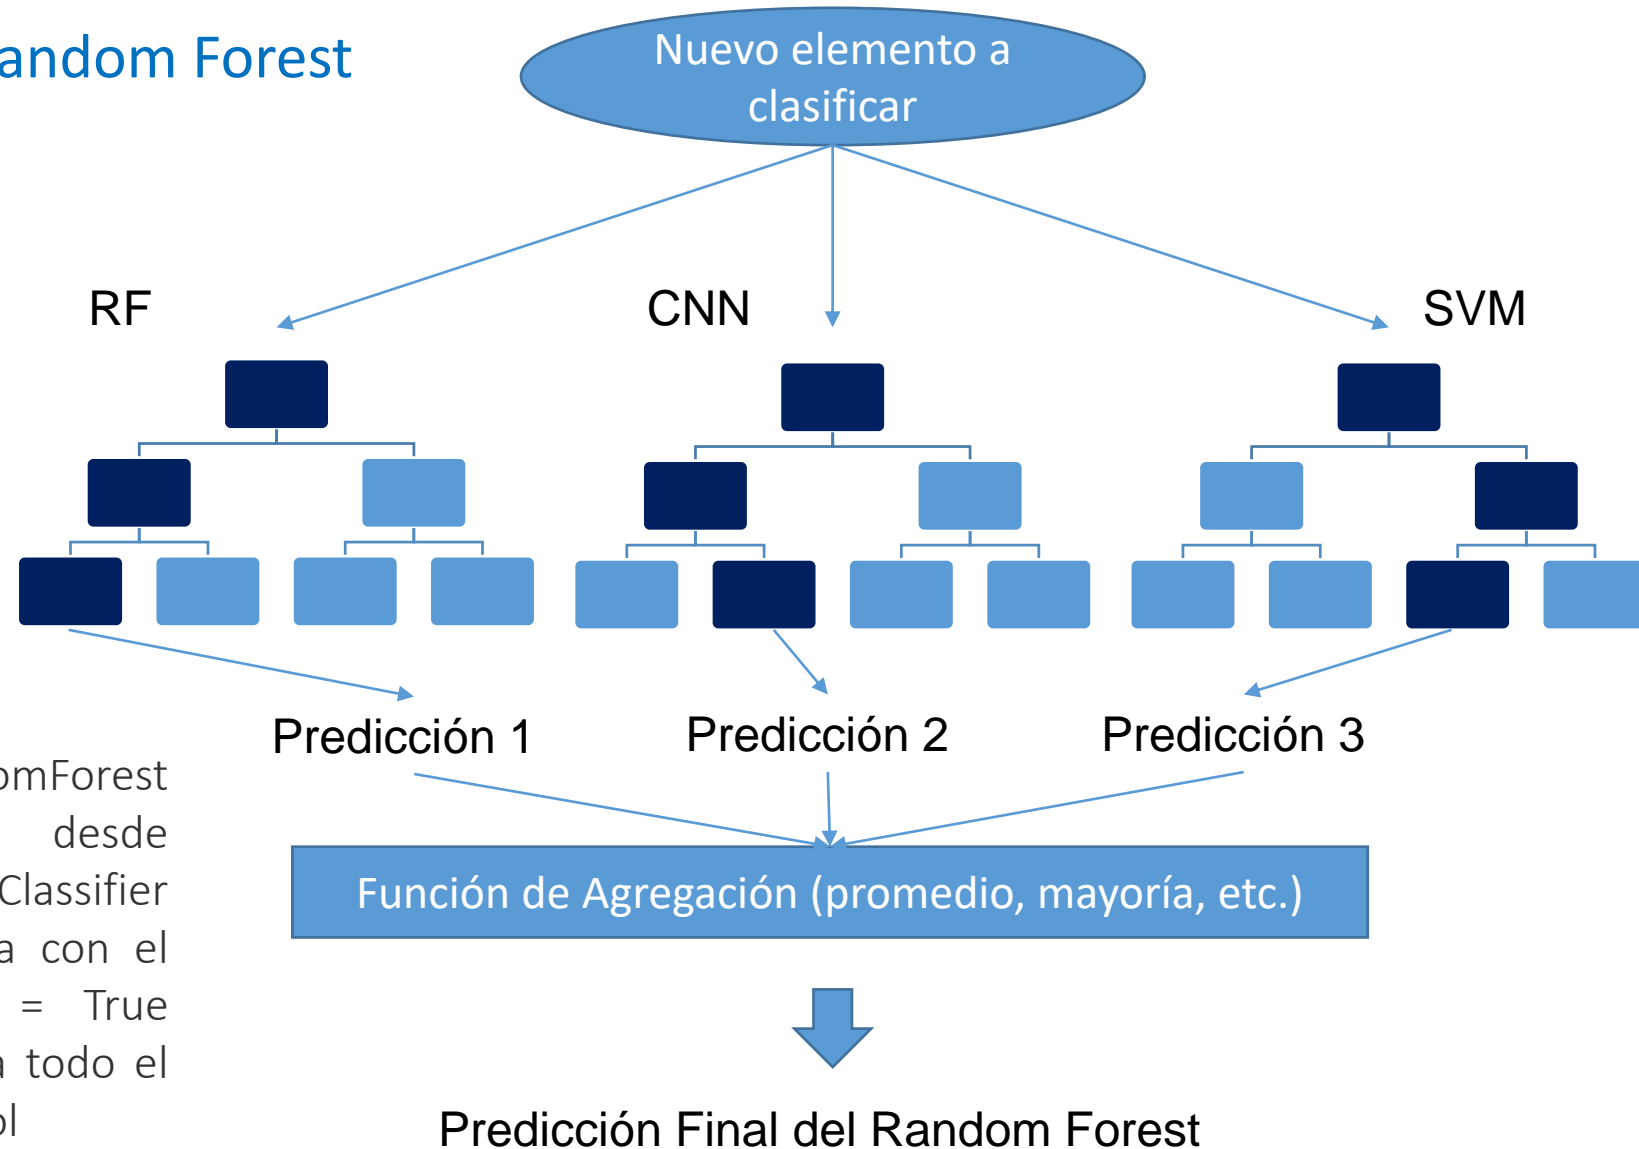 andom Forest
Nuevo elemento a
clasificar
RF
CNN
SVM
Predicción 1
Predicción 2
Predicción 3
omForest
desde
Classifier
a con el
= True
a todo el
ol
Función de Agregación (promedio, mayoría, etc.)
Predicción Final del Random Forest